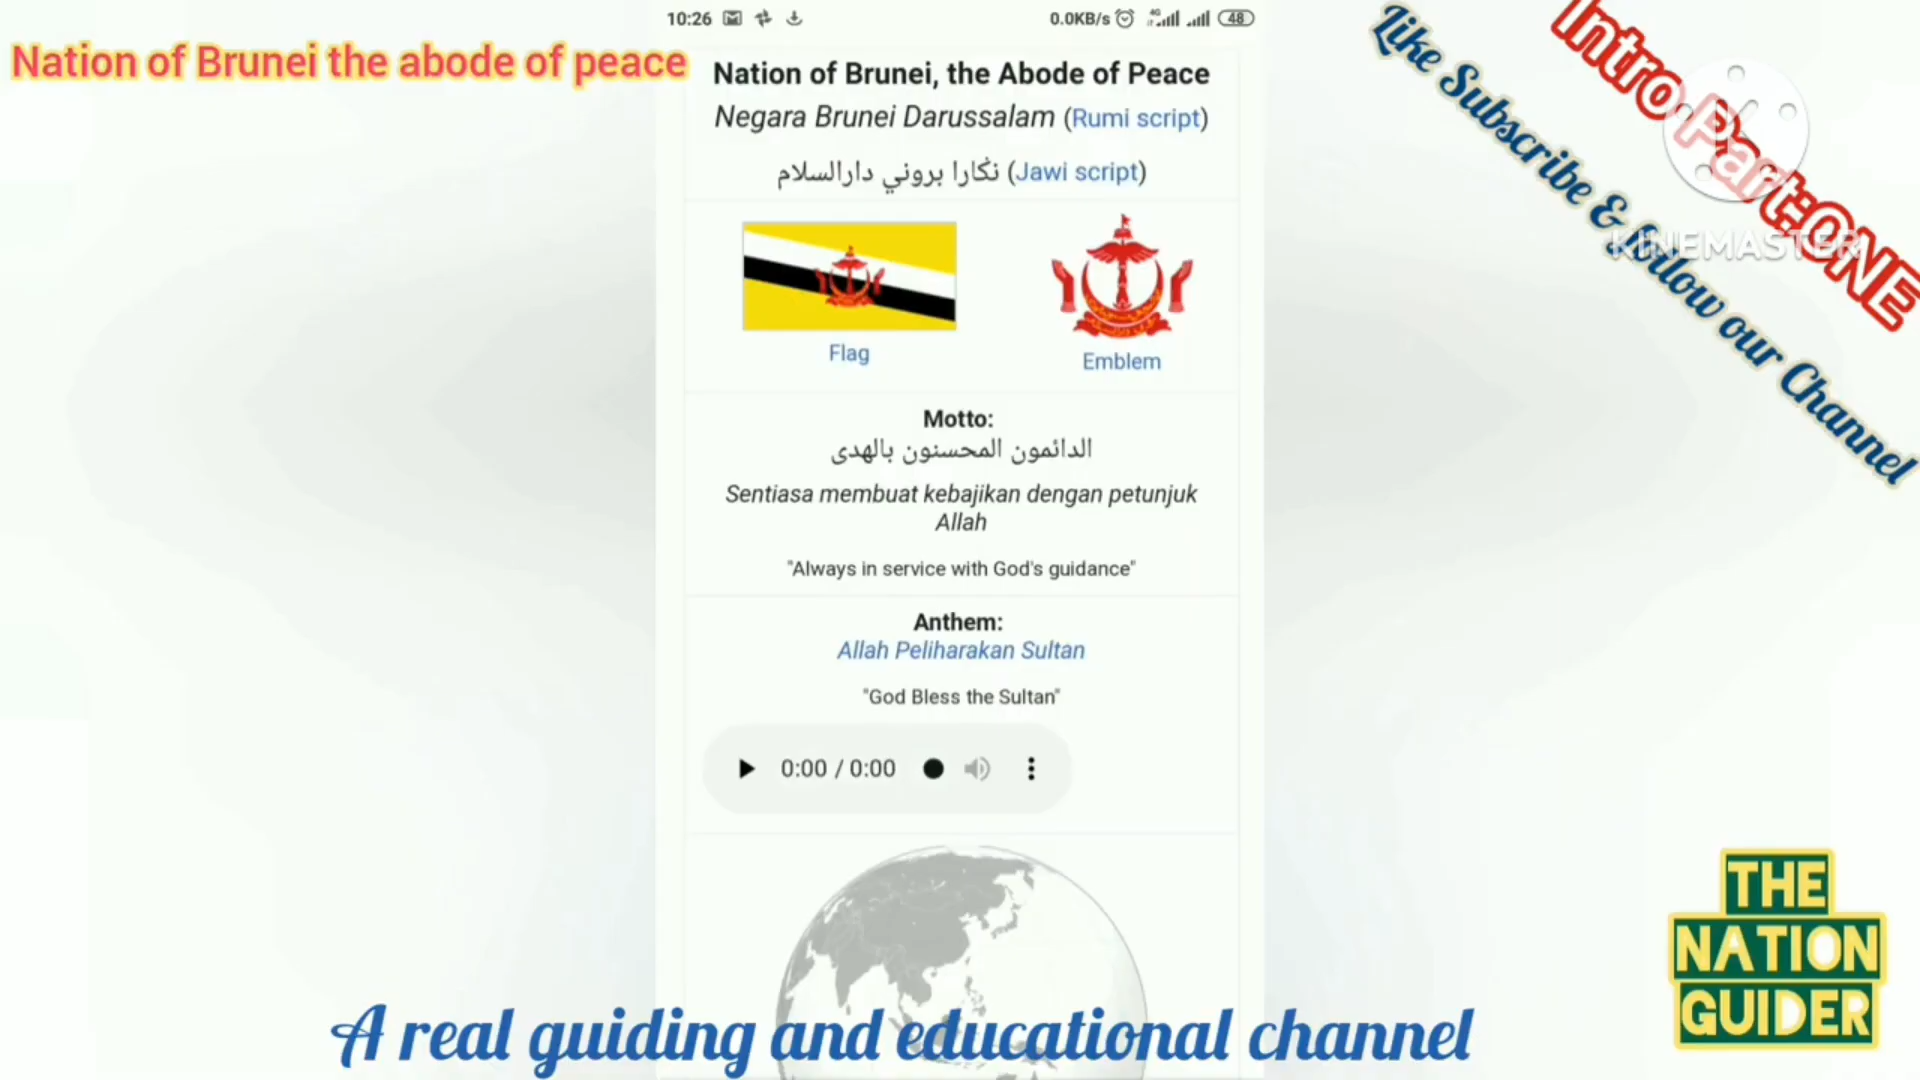 10:26
0.0KB/s 4G 48
Nation of Brunei the abode of peace
Nation of Brunei, the Abode of Peace
Negara Brunei Darussalam (Rumi script)
نڬارا بروني دارالسلام (Jawi script)
Flag
Emblem
Motto:
الدائمون المحسنون بالهدى
Sentiasa membuat kebajikan dengan petunjuk
Allah
"Always in service with God's guidance"
Anthem:
Allah Peliharakan Sultan
"God Bless the Sultan"
0:00 / 0:00
Intro Part:ONE
Like Subscribe & follow our Channel
KINEMASTER
THE
NATION
GUIDER
A real guiding and educational channel